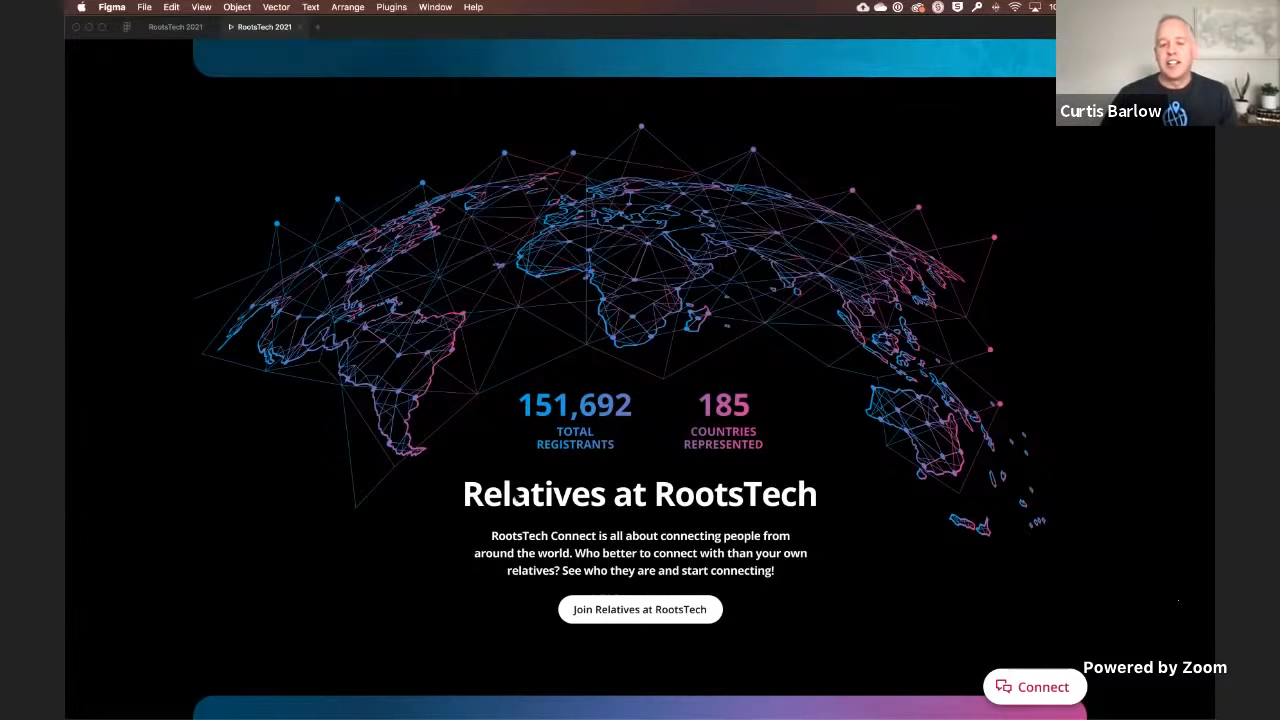 Figma File Edit View Object Vector Text Arrange Plugins Window Help
RootsTech 2021 RootsTech 2021
Curtis Barlow
151,692 185
TOTAL COUNTRIES
REGISTRANTS REPRESENTED
Relatives at RootsTech
RootsTech Connect is all about connecting people from
around the world. Who better to connect with than your own
relatives? See who they are and start connecting!
Join Relatives at RootsTech
Powered by Zoom
Connect